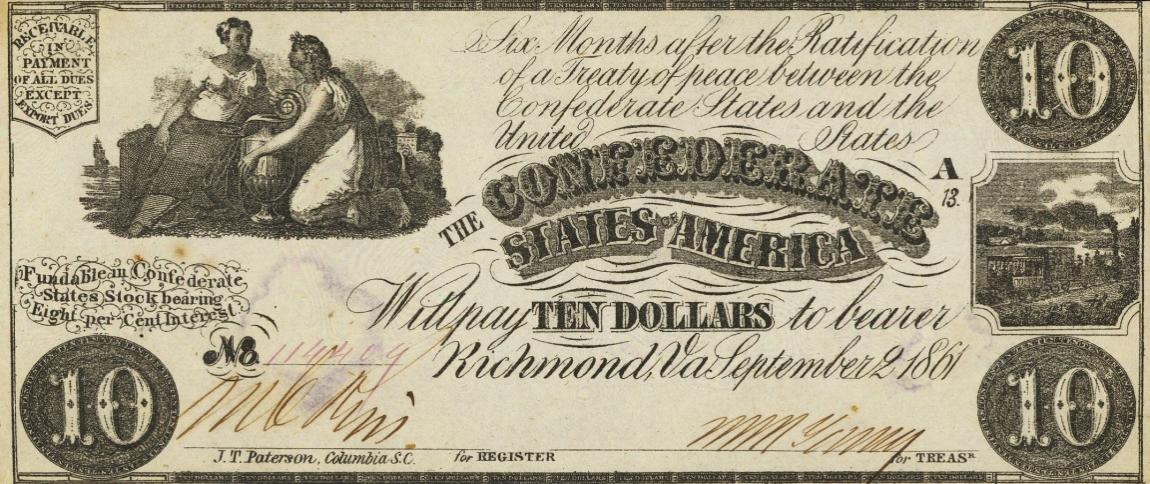 RECEIVABLE
IN
PAYMENT
OF ALL DUES
EXCEPT
EXPORT DUES
Six Months after the Ratification
of a Treaty of peace between the
Confederate States and the
United States
10
A
13.
THE CONFEDERATE
STATES OF AMERICA
Fundable in Confederate
States Stock bearing
Eight per Cent Interest
Will pay TEN DOLLARS to bearer
No
Richmond, Va September 2 1861
10
10
J.T. Paterson, Columbia S.C. for REGISTER
for TREASR